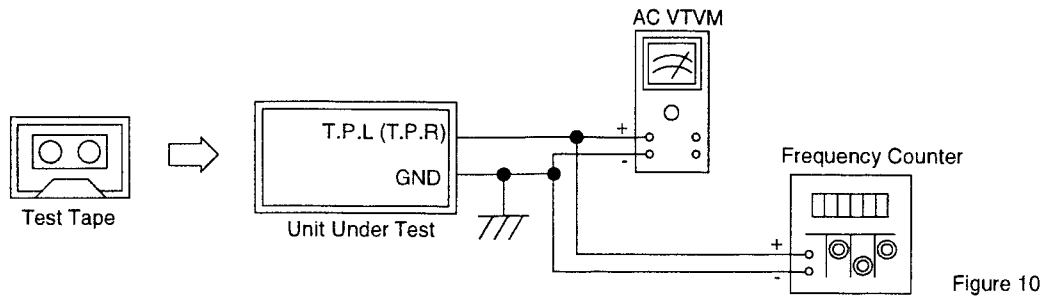 AC VTVM
T.P.L (T.P.R)
+
-
GND
Frequency Counter
Test Tape
Unit Under Test
+
-
Figure 10